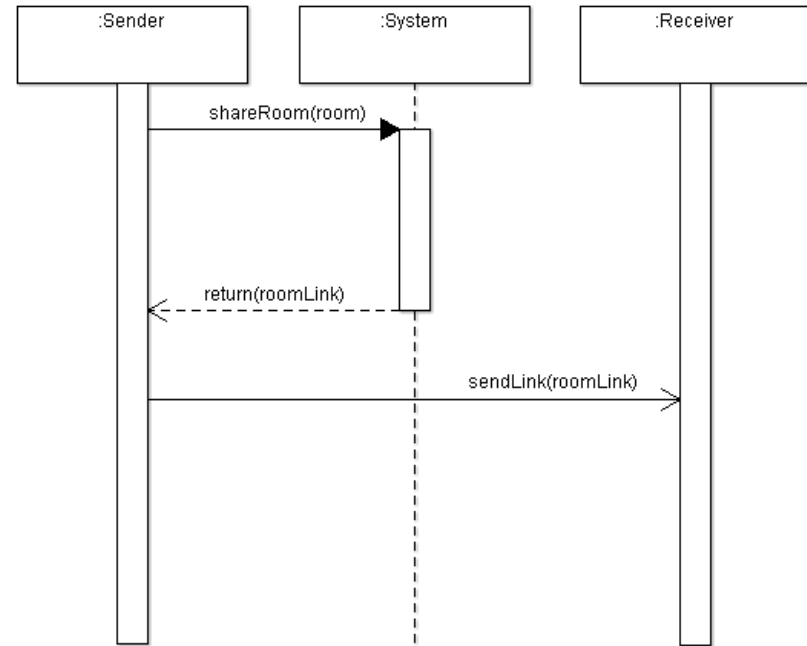 :Sender
:System
:Receiver
shareRoom(room)
return(roomLink)
sendLink(roomLink)